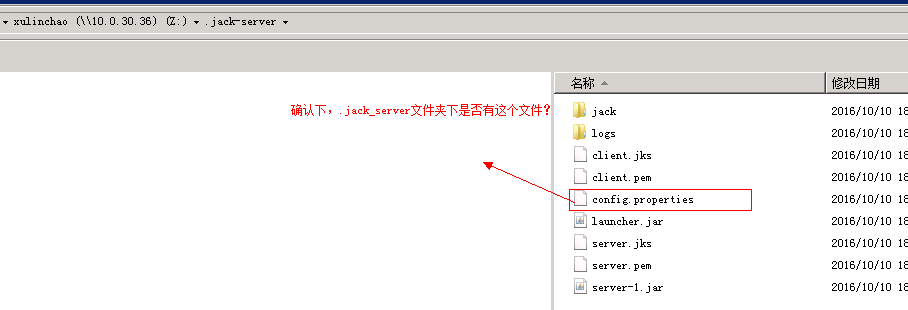 xulinchao (\\10.0.30.36) (Z:) .jack-server
名称 修改日期
确认下，.jack_server文件夹下是否有这个文件？
jack 2016/10/10 18
logs 2016/10/10 18
client.jks 2016/10/10 18
client.pem 2016/10/10 18
config.properties 2016/10/10 18
launcher.jar 2016/10/10 18
server.jks 2016/10/10 18
server.pem 2016/10/10 18
server-1.jar 2016/10/10 18